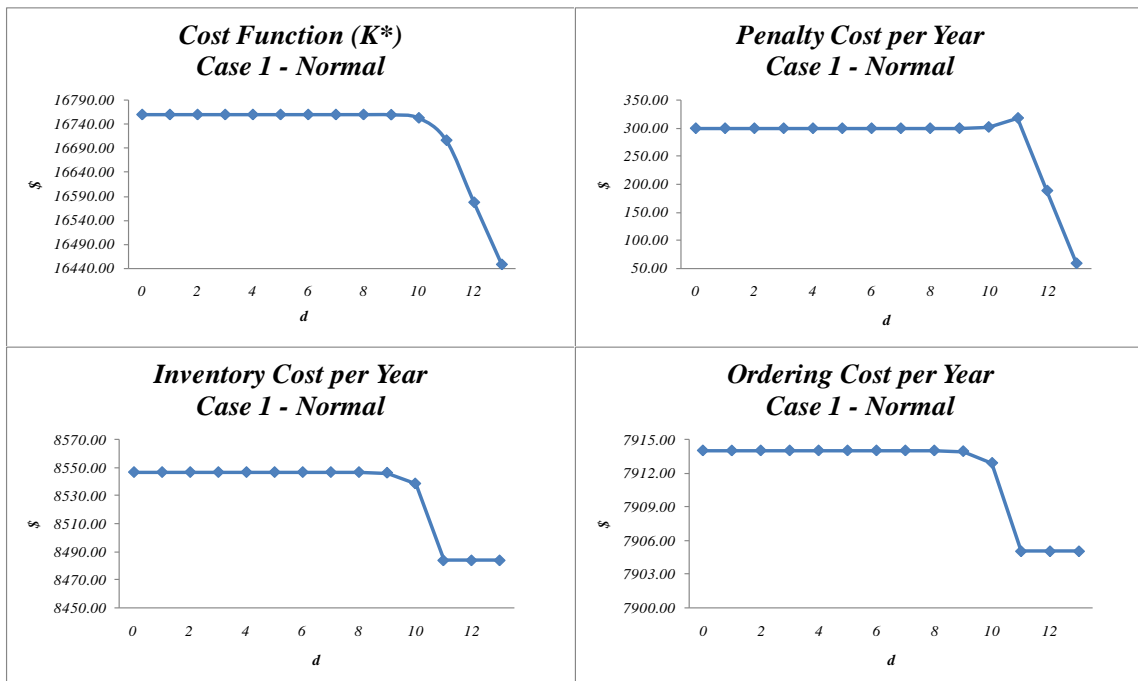 Cost Function (K*)
Case 1 - Normal
16790.00
16740.00
16690.00
16640.00
16590.00
16540.00
16490.00
16440.00
$
0 2 4 6 8 10 12
d
Penalty Cost per Year
Case 1 - Normal
350.00
300.00
250.00
200.00
150.00
100.00
50.00
$
0 2 4 6 8 10 12
d
Inventory Cost per Year
Case 1 - Normal
8570.00
8550.00
8530.00
8510.00
8490.00
8470.00
8450.00
$
0 2 4 6 8 10 12
d
Ordering Cost per Year
Case 1 - Normal
7915.00
7912.00
7909.00
7906.00
7903.00
7900.00
$
0 2 4 6 8 10 12
d